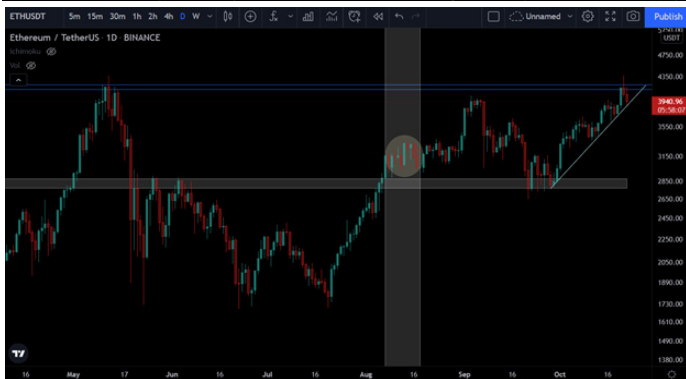 ETHUSDT 5m 15m 30m 1h 2h 4h D W Unnamed Publish
Ethereum / TetherUS · 1D · BINANCE
Ichimoku
Vol
USDT
4750.00
4350.00
3940.96
05:58:07
3550.00
3150.00
2850.00
2650.00
2450.00
2250.00
2050.00
1890.00
1730.00
1610.00
1490.00
1380.00
16 May 17 Jun 16 Jul 16 Aug 16 Sep 16 Oct 16